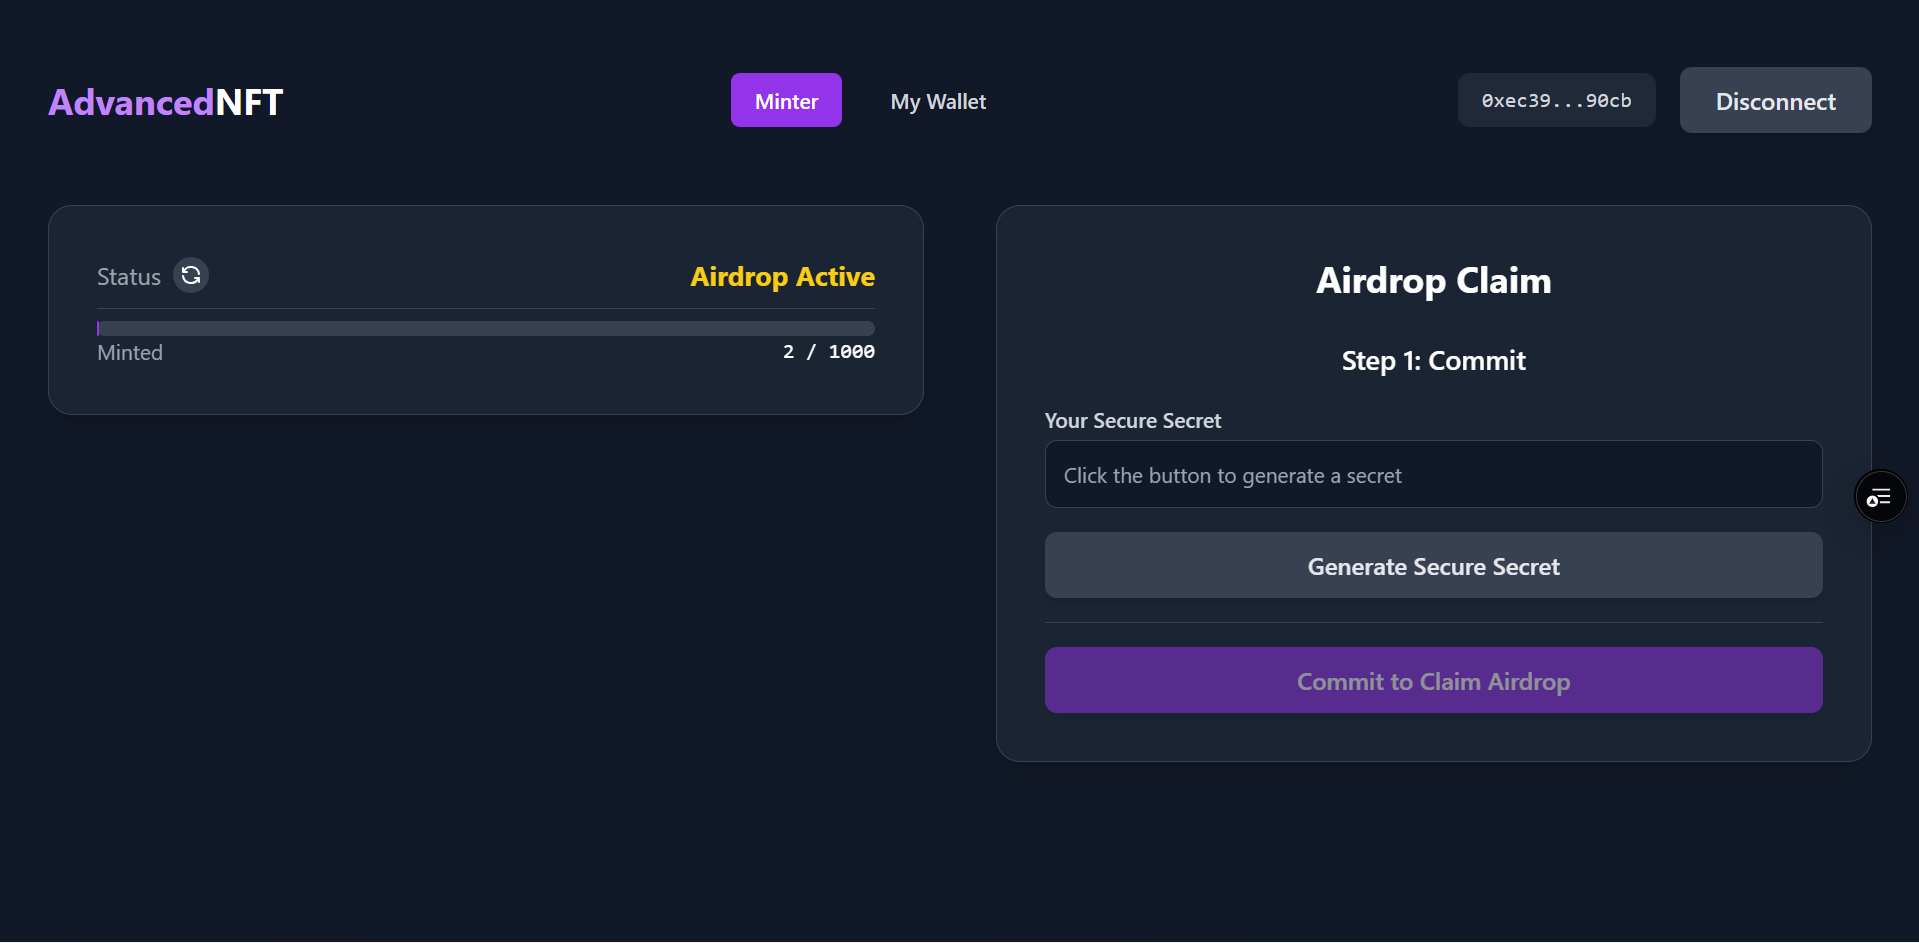 AdvancedNFT
Minter
My Wallet
0xec39...90cb
Disconnect
Status
Airdrop Active
Minted
2 / 1000
Airdrop Claim
Step 1: Commit
Your Secure Secret
Click the button to generate a secret
Generate Secure Secret
Commit to Claim Airdrop